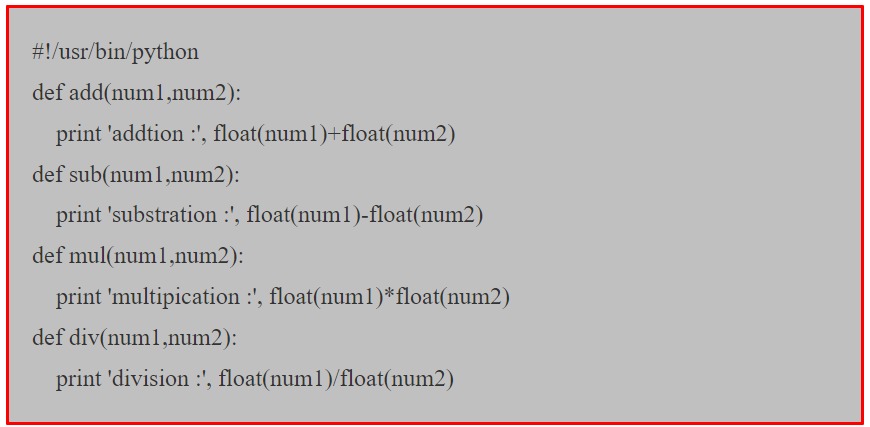 #!/usr/bin/python
def add(num1,num2):
    print 'addtion :', float(num1)+float(num2)
def sub(num1,num2):
    print 'substration :', float(num1)-float(num2)
def mul(num1,num2):
    print 'multipication :', float(num1)*float(num2)
def div(num1,num2):
    print 'division :', float(num1)/float(num2)